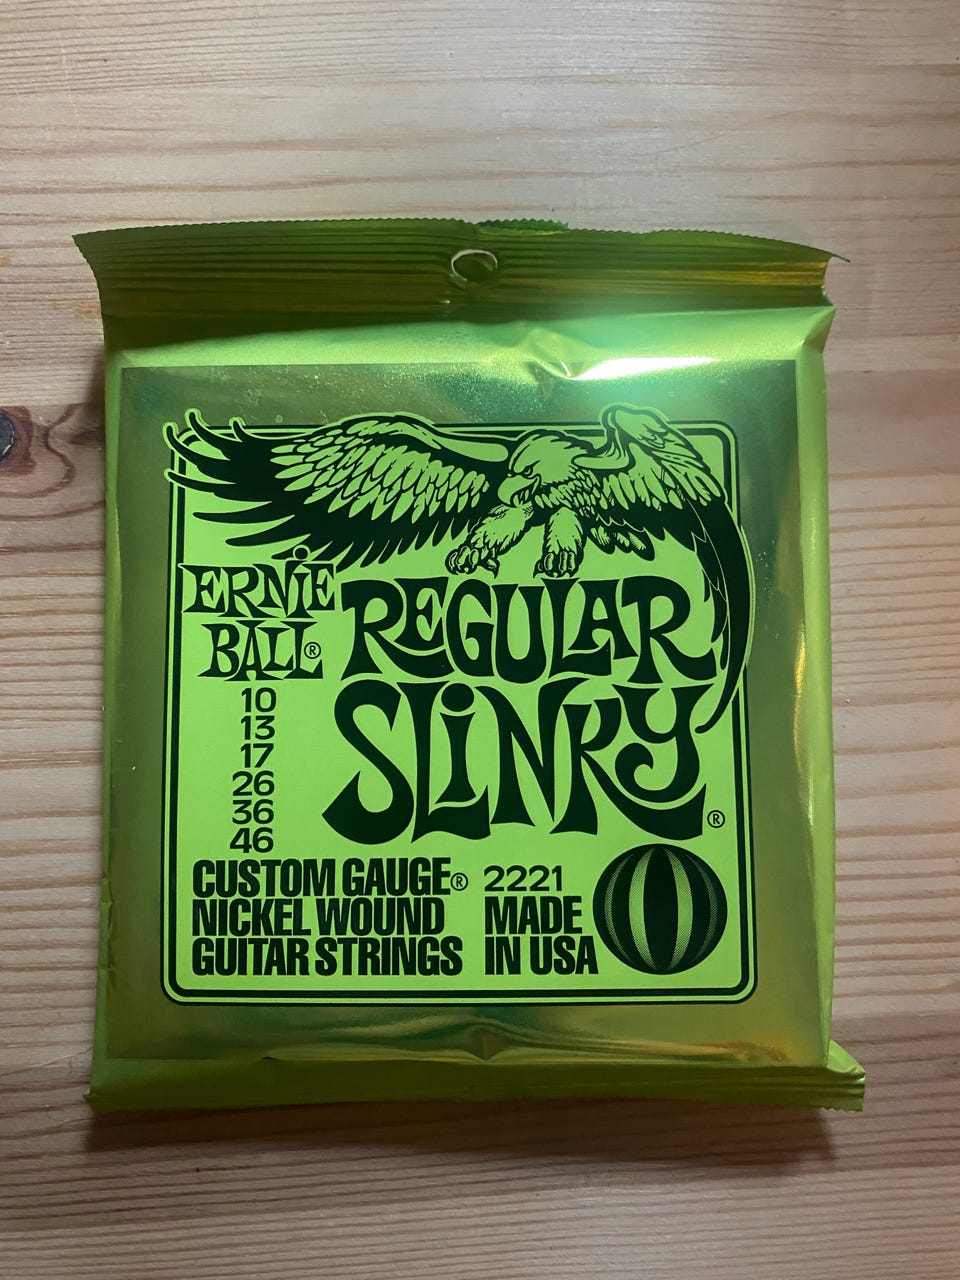 ERNiE
BALL®
REGULAR
SLiNKY®
10
13
17
26
36
46
CUSTOM GAUGE®
NICKEL WOUND
GUITAR STRINGS
2221
MADE
IN USA